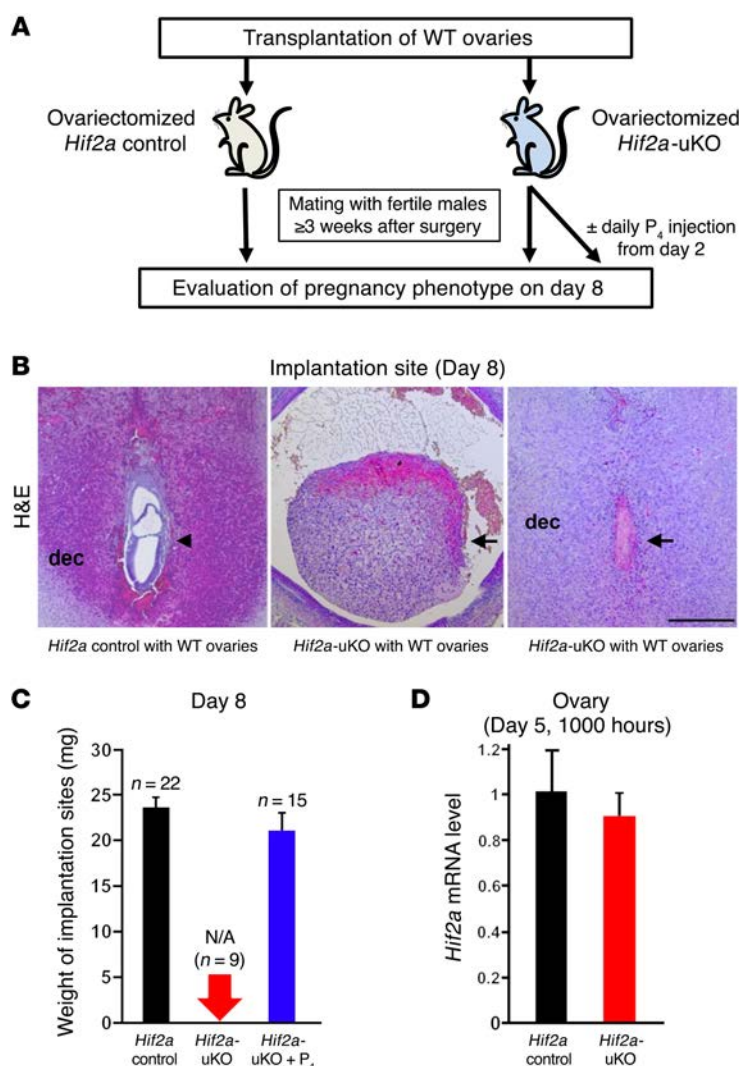 A
Transplantation of WT ovaries
Ovariectomized
Hif2a control
Ovariectomized
Hif2a-uKO
Mating with fertile males
≥3 weeks after surgery
± daily P4 injection
from day 2
Evaluation of pregnancy phenotype on day 8
B
Implantation site (Day 8)
H&E
dec
dec
Hif2a control with WT ovaries
Hif2a-uKO with WT ovaries
Hif2a-uKO with WT ovaries
C
Day 8
Weight of implantation sites (mg)
30
25
20
15
10
5
0
n = 22
N/A
(n = 9)
n = 15
Hif2a
control
Hif2a-
uKO
Hif2a-
uKO + P4
D
Ovary
(Day 5, 1000 hours)
Hif2a mRNA level
1.2
1
0.8
0.6
0.4
0.2
0
Hif2a
control
Hif2a-
uKO